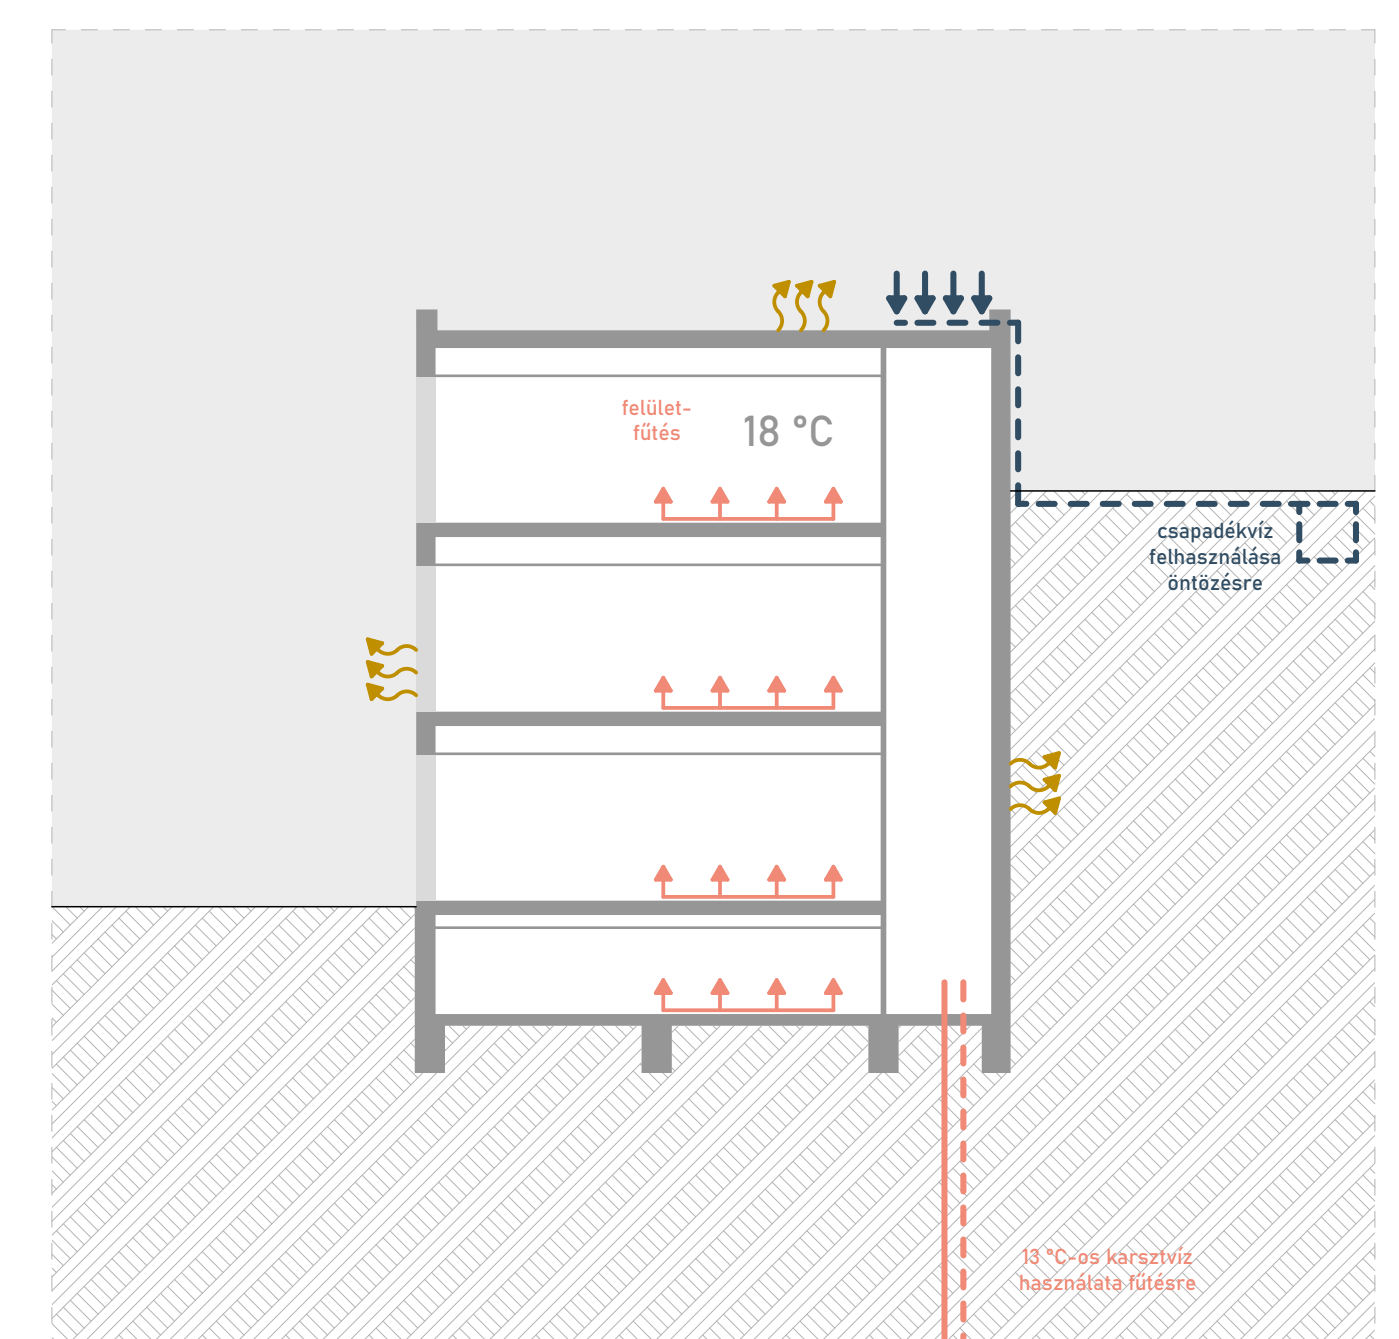 felület-
fűtés
18 °C
csapadékvíz
felhasználása
öntözésre
13 °C-os karsztvíz
használata fűtésre